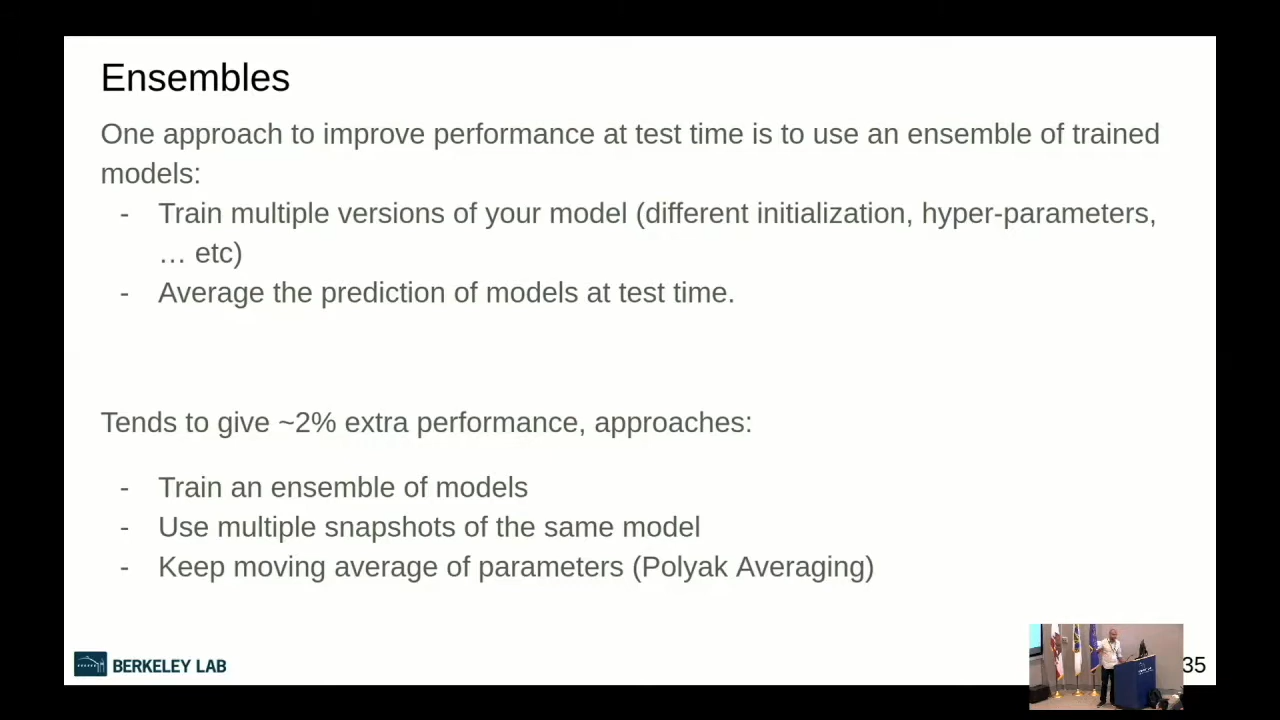 Ensembles
One approach to improve performance at test time is to use an ensemble of trained
models:
- Train multiple versions of your model (different initialization, hyper-parameters,
… etc)
- Average the prediction of models at test time.
Tends to give ~2% extra performance, approaches:
- Train an ensemble of models
- Use multiple snapshots of the same model
- Keep moving average of parameters (Polyak Averaging)
BERKELEY LAB
35